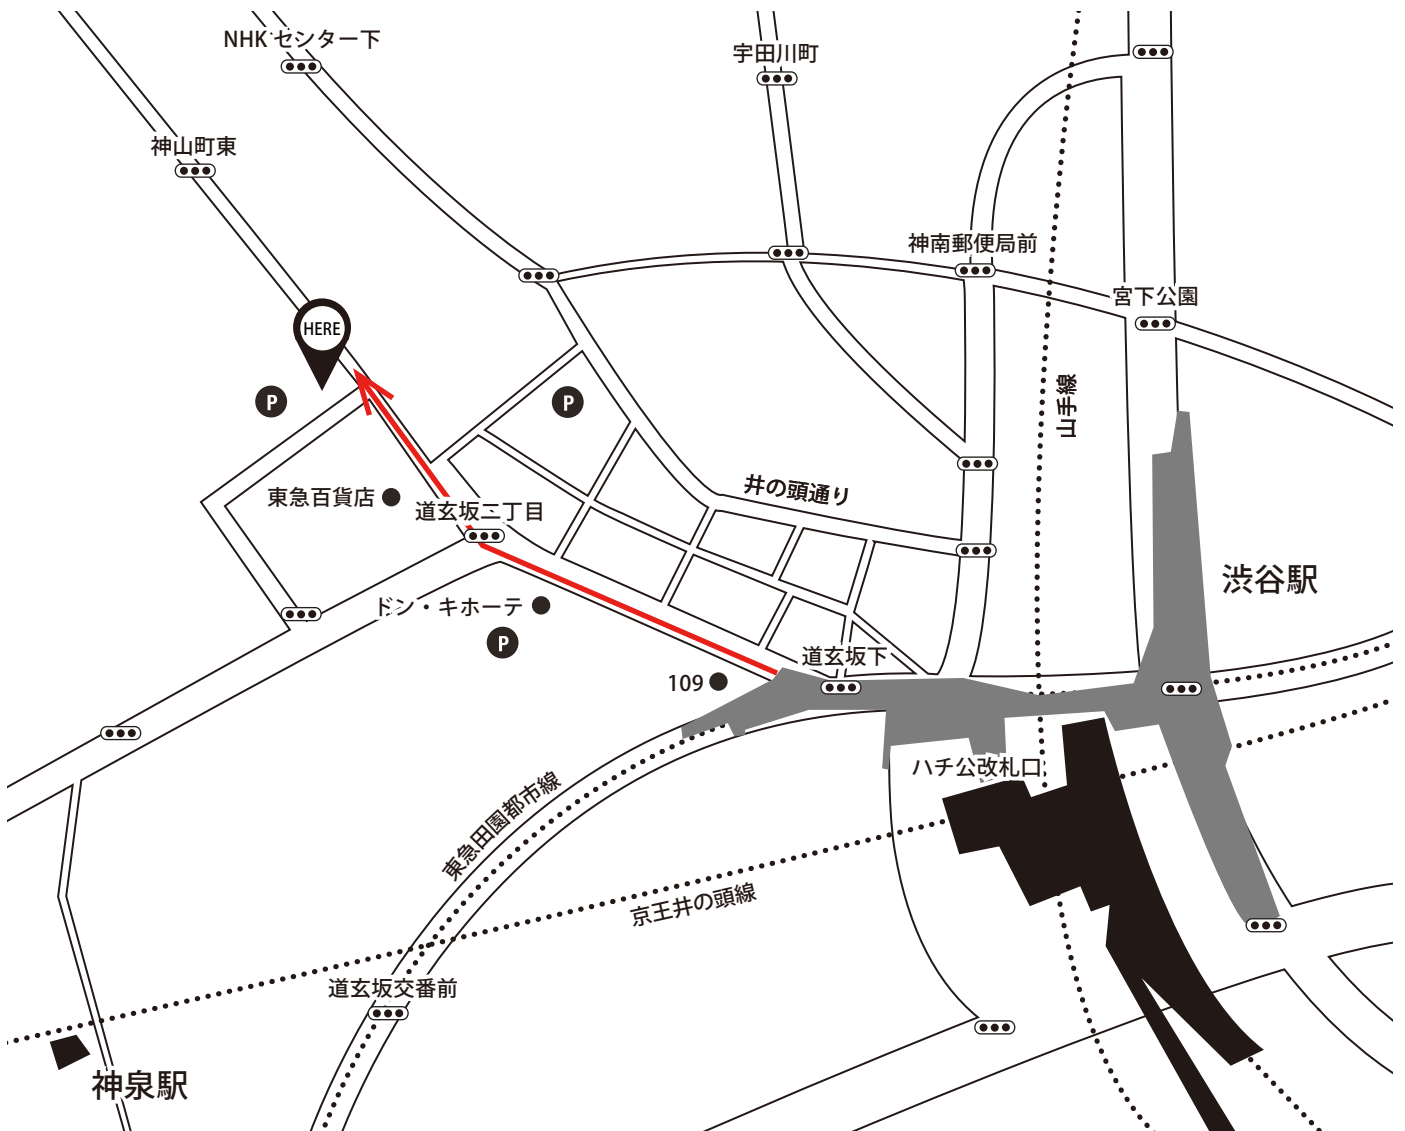 NHK センター下
宇田川町
神山町東
神南郵便局前
宮下公園
HERE
山手線
P
P
井の頭通り
東急百貨店
道玄坂二丁目
渋谷駅
ドン・キホーテ
P
道玄坂下
109
ハチ公改札口
東急田園都市線
京王井の頭線
道玄坂交番前
神泉駅